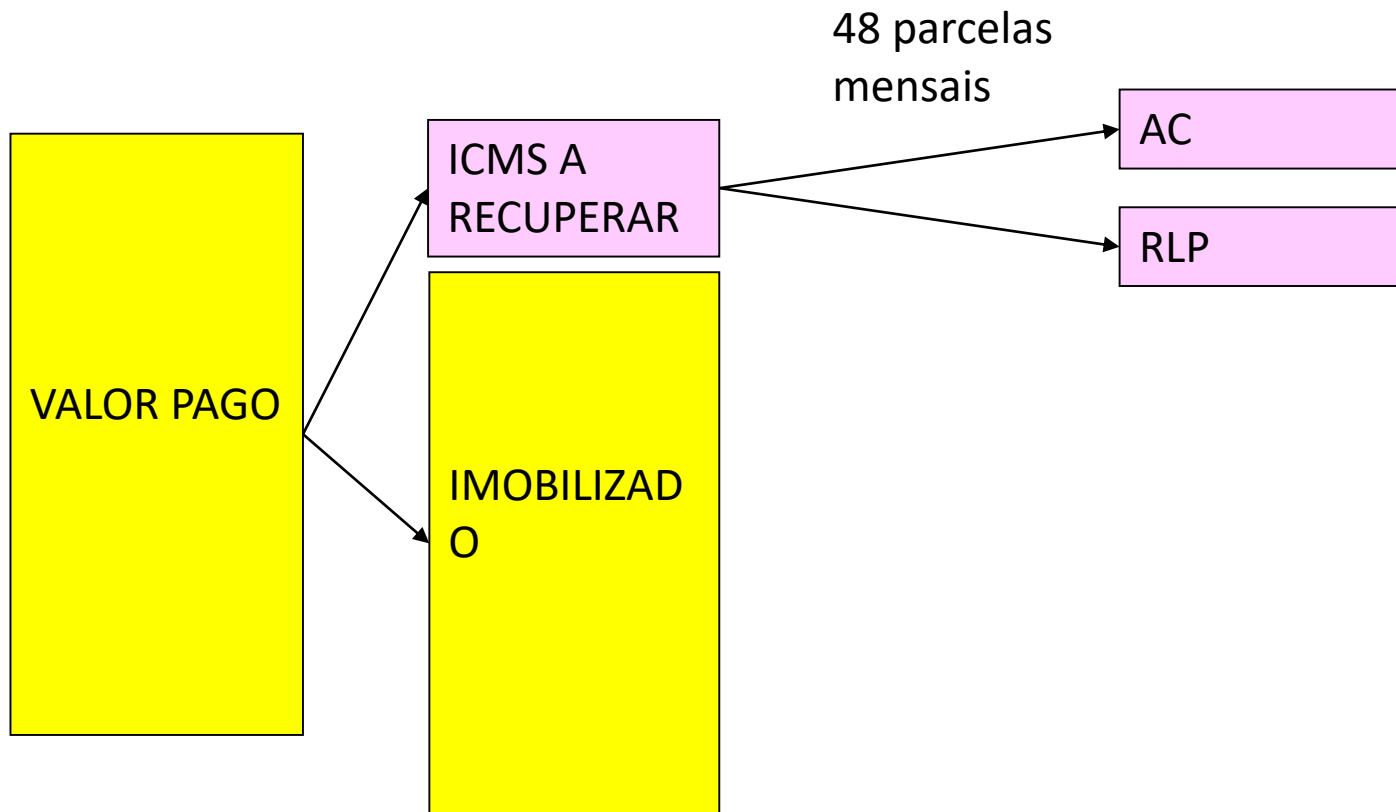 48 parcelas
mensais
AC
ICMS A
RECUPERAR
RLP
VALOR PAGO
IMOBILIZAD
O